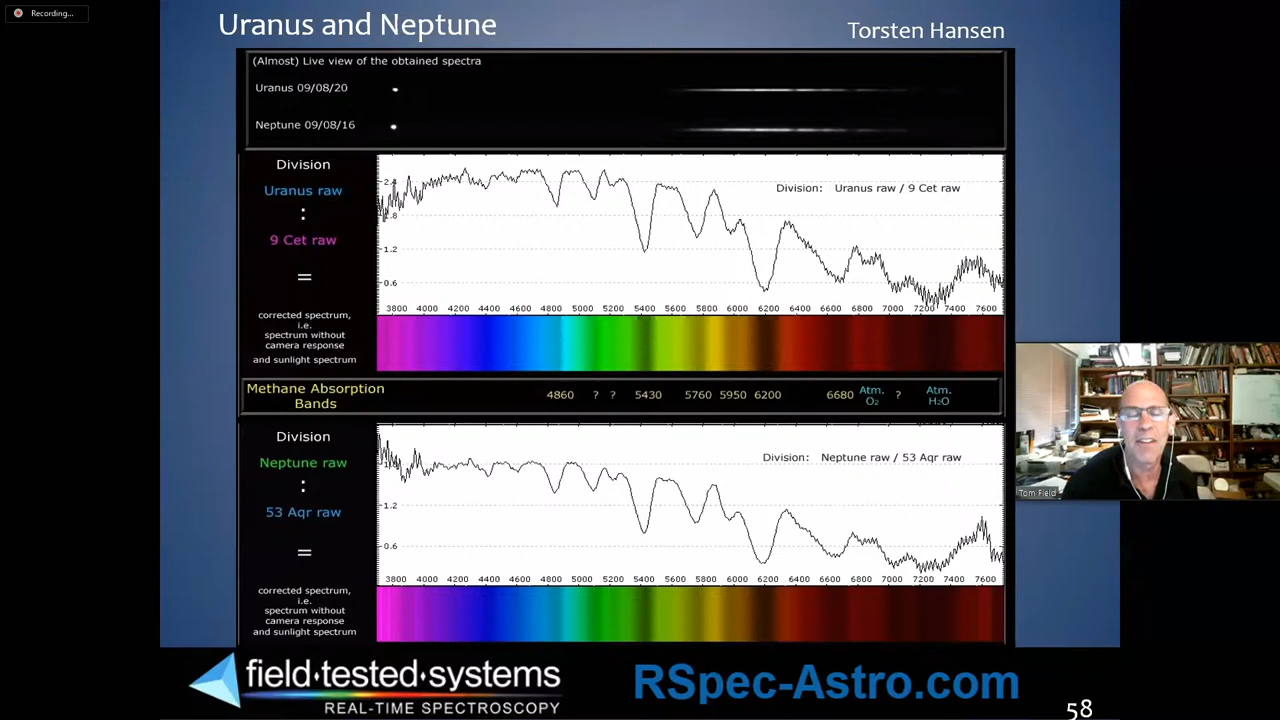 Recording...
Uranus and Neptune
Torsten Hansen
(Almost) Live view of the obtained spectra
Uranus 09/08/20
Neptune 09/08/16
Division
Uranus raw
:
9 Cet raw
=
corrected spectrum,
i.e.
spectrum without
camera response
and sunlight spectrum
2.4
1.8
1.2
0.6
Division: Uranus raw / 9 Cet raw
3800 4000 4200 4400 4600 4800 5000 5200 5400 5600 5800 6000 6200 6400 6600 6800 7000 7200 7400 7600
Methane Absorption
Bands
4860 ? ? 5430 5760 5950 6200 6680 Atm. O₂ ? Atm. H₂O
Division
Neptune raw
:
53 Aqr raw
=
corrected spectrum,
i.e.
spectrum without
camera response
and sunlight spectrum
1.2
0.6
Division: Neptune raw / 53 Aqr raw
3800 4000 4200 4400 4600 4800 5000 5200 5400 5600 5800 6000 6200 6400 6600 6800 7000 7200 7400 7600
Tom Field
field·tested·systems
REAL-TIME SPECTROSCOPY
RSpec-Astro.com
58